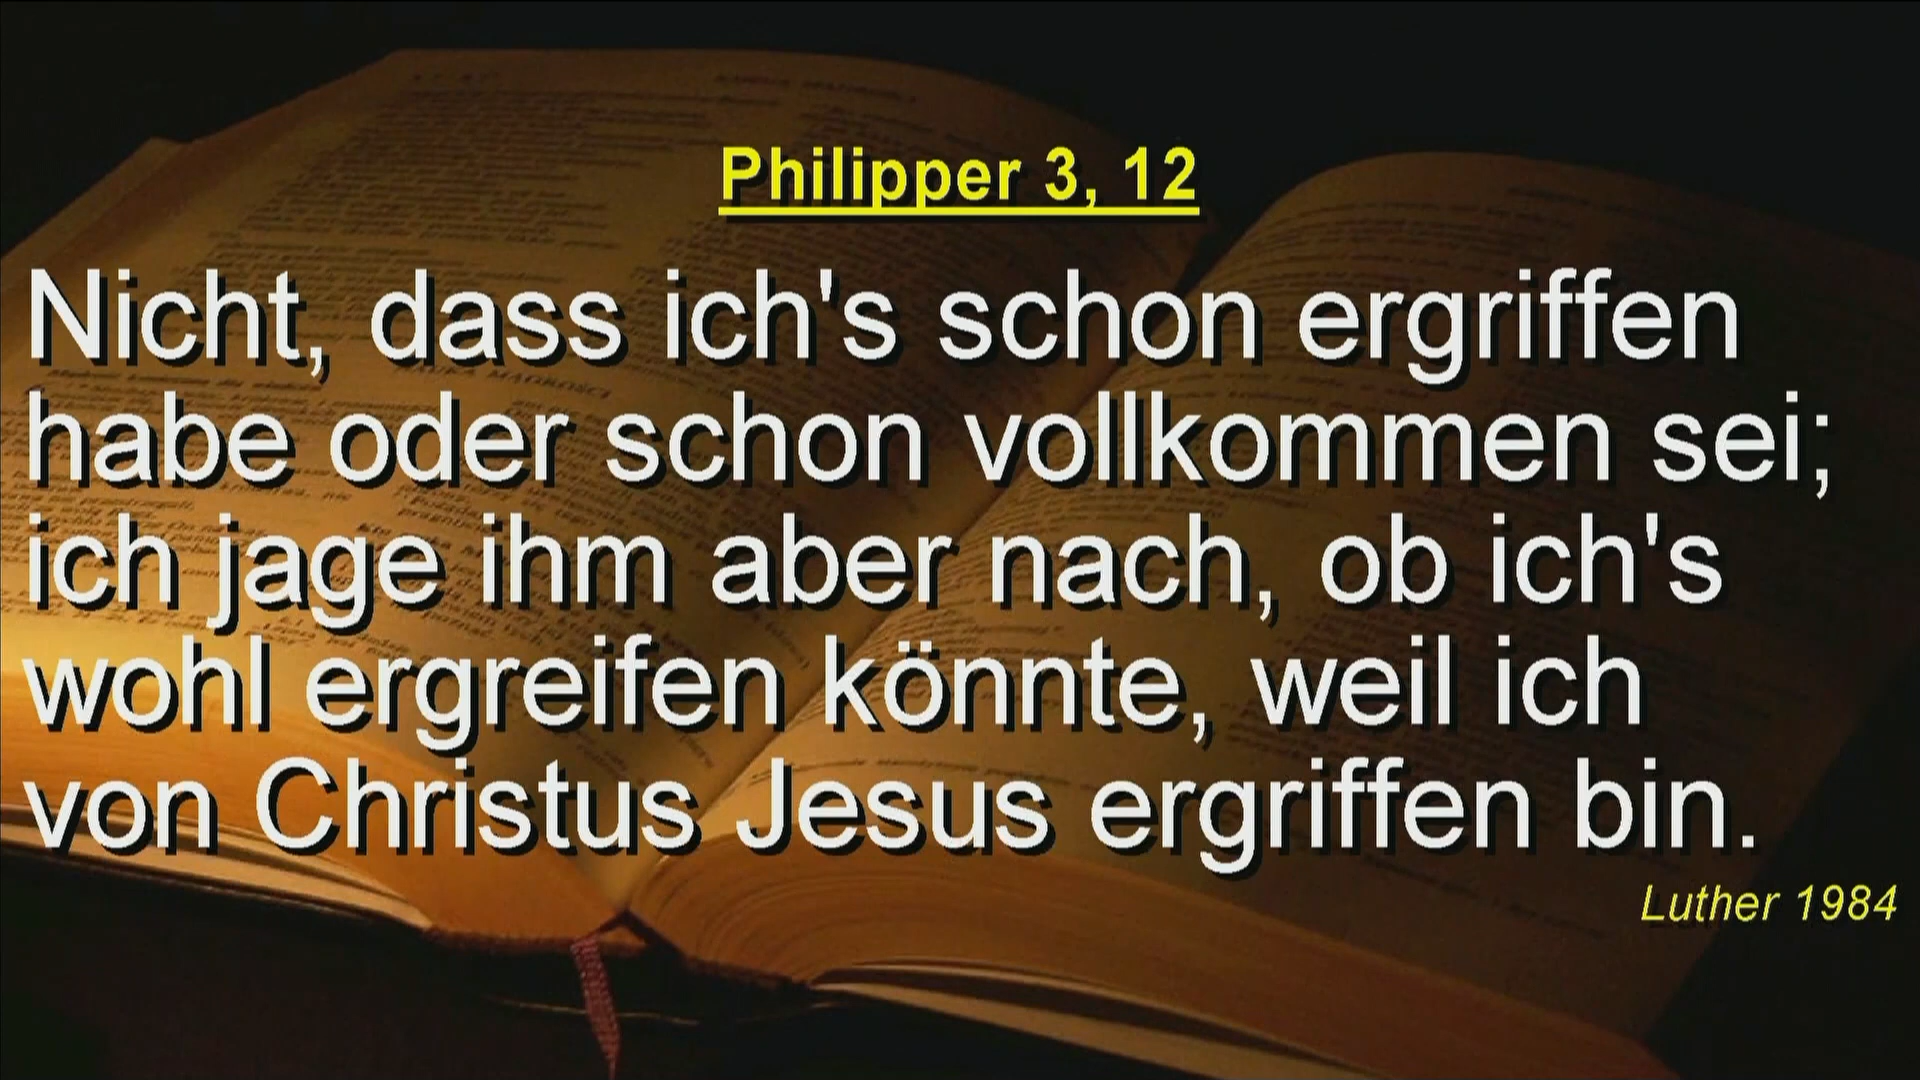 Philipper 3, 12
Nicht, dass ich's schon ergriffen
habe oder schon vollkommen sei;
ich jage ihm aber nach, ob ich's
wohl ergreifen könnte, weil ich
von Christus Jesus ergriffen bin.
Luther 1984